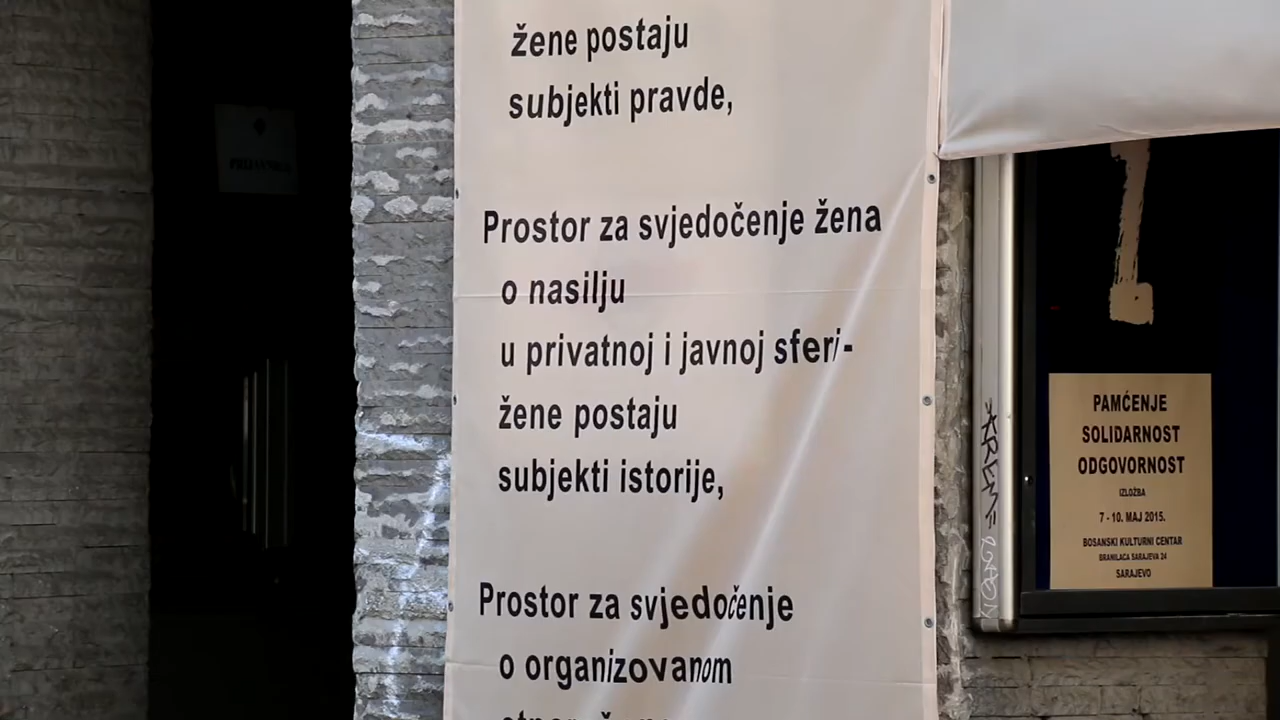 žene postaju
subjekti pravde,
Prostor za svjedočenje žena
o nasilju
u privatnoj i javnoj sferi-
žene postaju
subjekti istorije,
Prostor za svjedočenje
o organizovanom
PAMĆENJE
SOLIDARNOST
ODGOVORNOST
IZLOŽBA
7 - 10. MAJ 2015.
BOSANSKI KULTURNI CENTAR
BRANILACA SARAJEVA 24
SARAJEVO